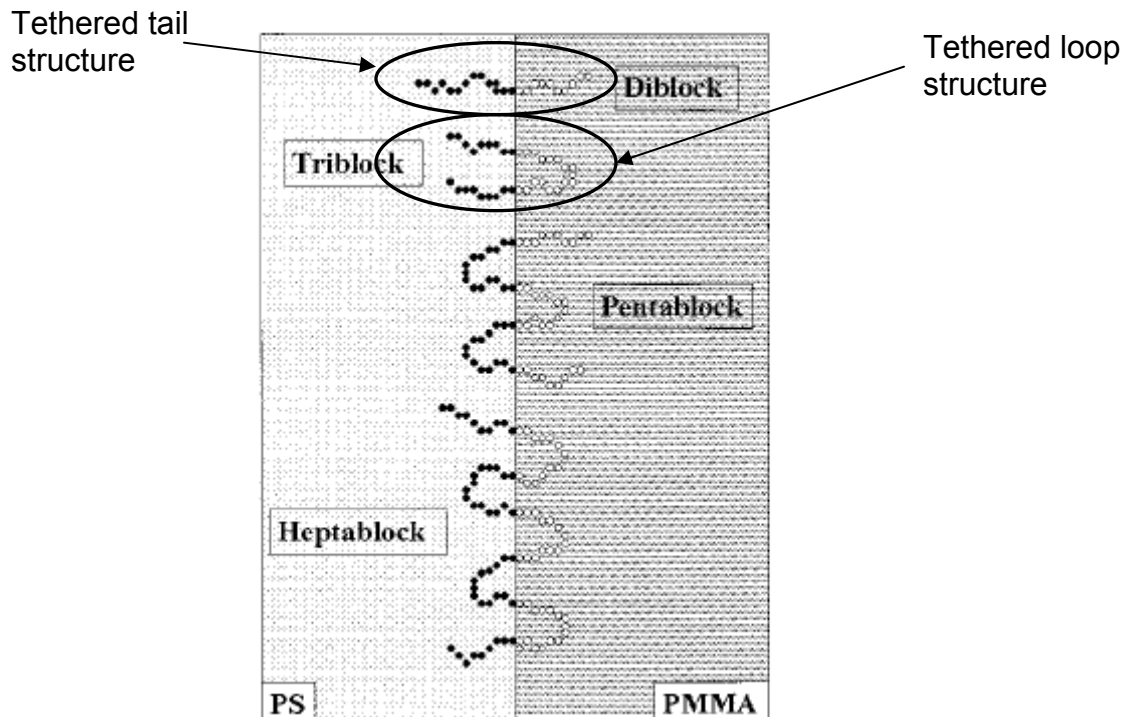 Tethered tail
structure
Tethered loop
structure
Diblock
Triblock
Pentablock
Heptablock
PS
PMMA